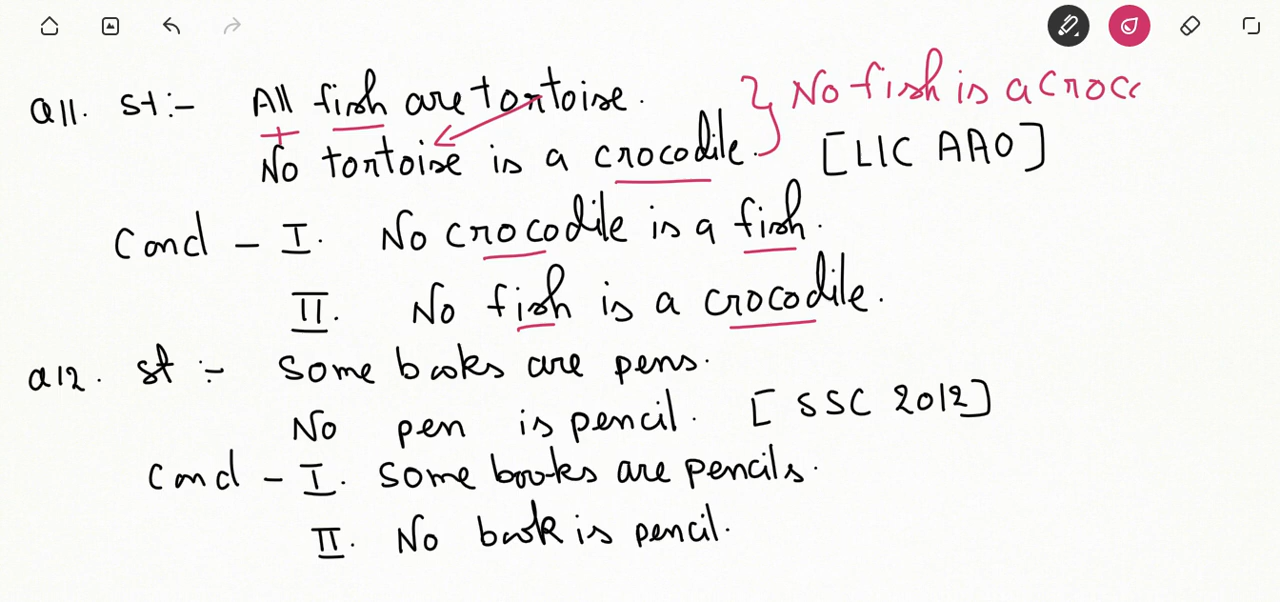 Q11. St:- All fish are tortoise. } No fish is a croc
No tortoise is a crocodile. [LIC AAO]
Concl - I. No crocodile is a fish.
II. No fish is a crocodile.
Q12. St:- Some books are pens.
No pen is pencil. [SSC 2012]
Concl - I. Some books are pencils.
II. No book is pencil.